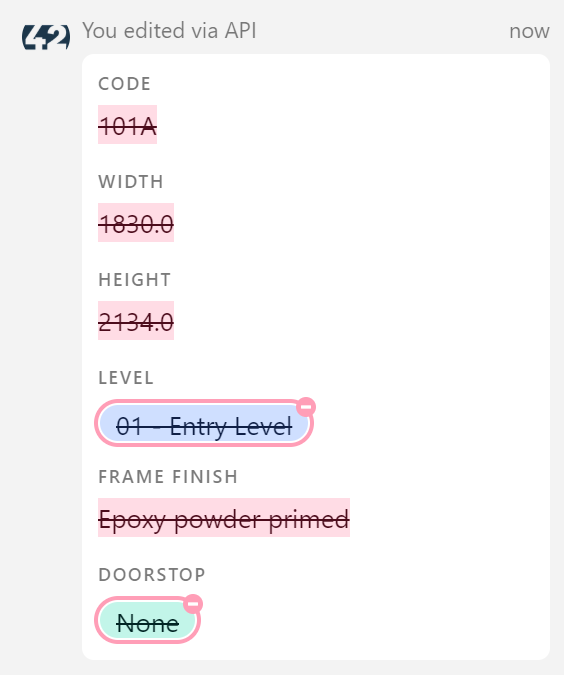 42
You edited via API
now
CODE
101A
WIDTH
1830.0
HEIGHT
2134.0
LEVEL
01 - Entry Level
FRAME FINISH
Epoxy powder primed
DOORSTOP
None